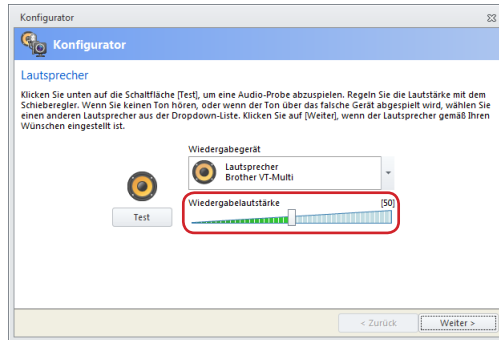 Konfigurator
Konfigurator
Lautsprecher
Klicken Sie unten auf die Schaltfläche [Test], um eine Audio-Probe abzuspielen. Regeln Sie die Lautstärke mit dem
Schieberegler. Wenn Sie keinen Ton hören, oder wenn der Ton über das falsche Gerät abgespielt wird, wählen Sie
einen anderen Lautsprecher aus der Dropdown-Liste. Klicken Sie auf [Weiter], wenn der Lautsprecher gemäß Ihren
Wünschen eingestellt ist.
Wiedergabegerät
Lautsprecher
Brother VT-Multi
Wiedergabelautstärke [50]
Test
< Zurück Weiter >